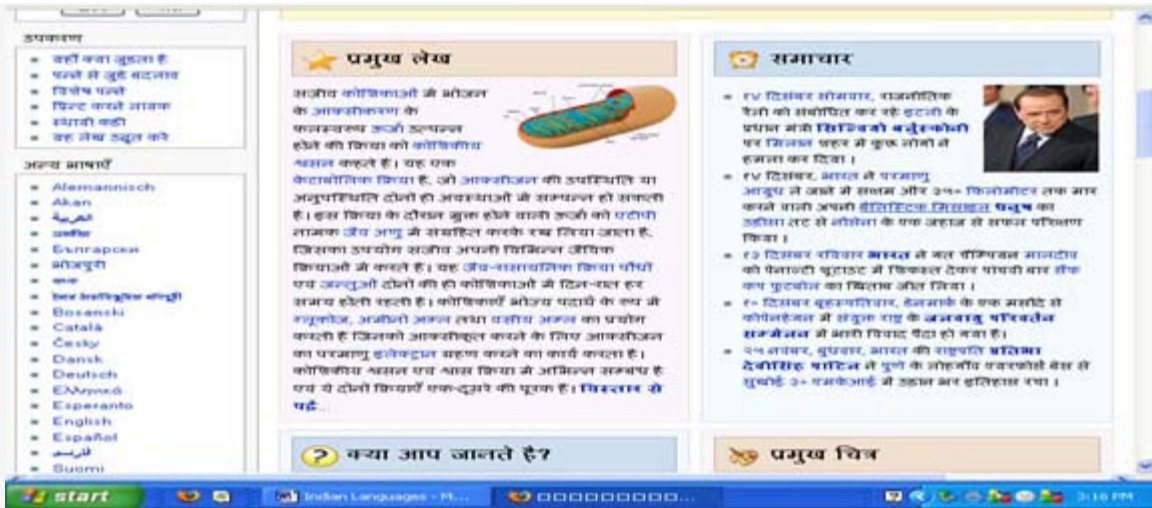 उपकरण
यहाँ क्या जुड़ता है
पन्ने से जुड़े बदलाव
विशेष पन्ने
प्रिन्ट करने लायक
स्थायी कड़ी
यह लेख उद्धृत करें
अन्य भाषाएँ
Alemannisch
Akan
العربية
Български
भोजपुरी
Bosanski
Català
Česky
Dansk
Deutsch
Ελληνικά
Esperanto
English
Español
فارسی
Suomi
प्रमुख लेख
सजीव कोशिकाओं में भोजन
के आक्सीकरण के
फलस्वरुप ऊर्जा उत्पन्न
होने की क्रिया को कोशिकीय
श्वसन कहते हैं। यह एक
केटाबोलिक क्रिया है, जो आक्सीजन की उपस्थिति या
अनुपस्थिति दोनों ही अवस्थाओं में सम्पन्न हो सकती
है। इस क्रिया के दौरान मुक्त होने वाली ऊर्जा को एटीपी
नामक जैव अणु में संग्रहित करके रख लिया जाता है,
जिसका उपयोग सजीव अपनी विभिन्न जैविक
क्रियाओं में करते हैं। यह जैव-रासायनिक क्रिया पौधों
एवं जन्तुओं दोनों की ही कोशिकाओं में दिन-रात हर
समय होती रहती है। कोशिकाएँ भोज्य पदार्थ के रुप में
ग्लूकोज, अमीनो अम्ल तथा वसीय अम्ल का प्रयोग
करती हैं जिनको आक्सीकृत करने के लिए आक्सीजन
का परमाणु इलेक्ट्रान ग्रहण करने का कार्य करता है।
कोशिकीय श्वसन एवं श्वास क्रिया में अभिन्न सम्बंध है
एवं ये दोनों क्रियाएँ एक-दूसरे की पूरक हैं। विस्तार से
पढ़ें...
समाचार
१४ दिसंबर सोमवार, राजनीतिक
रैली को संबोधित कर रहे इटली के
प्रधान मंत्री सिल्वियो बर्लुस्कोनी
पर मिलान शहर में कुछ लोगों ने
हमला कर दिया।
१४ दिसंबर, भारत ने परमाणु
आयुध ले जाने में सक्षम और ३५० किलोमीटर तक मार
करने वाली अपनी बैलिस्टिक मिसाइल धनुष का
उड़ीसा तट से नौसेना के एक जहाज से सफल परिक्षण
किया।
१३ दिसंबर रविवार भारत ने गत चैम्पियन मालदीव
को पेनाल्टी शूटाउट में शिकस्त देकर पांचवी बार सैफ
कप फुटबॉल का खिताब जीत लिया।
१० दिसंबर बृहस्पतिवार, डेनमार्क के एक मसौदे से
कोपेनहेगन में संयुक्त राष्ट्र के जलवायु परिवर्तन
सम्मेलन में भारी विवाद पैदा हो गया है।
२५ नवंबर, बुधवार, भारत की राष्ट्रपति प्रतिभा
देवीसिंह पाटिल ने पुणे के लोहगाँव एयरफोर्स बेस से
सुखोई ३० एमकेआई में उड़ान भर इतिहास रचा।
क्या आप जानते है?
प्रमुख चित्र
start
Indian Languages - M...
3:16 PM